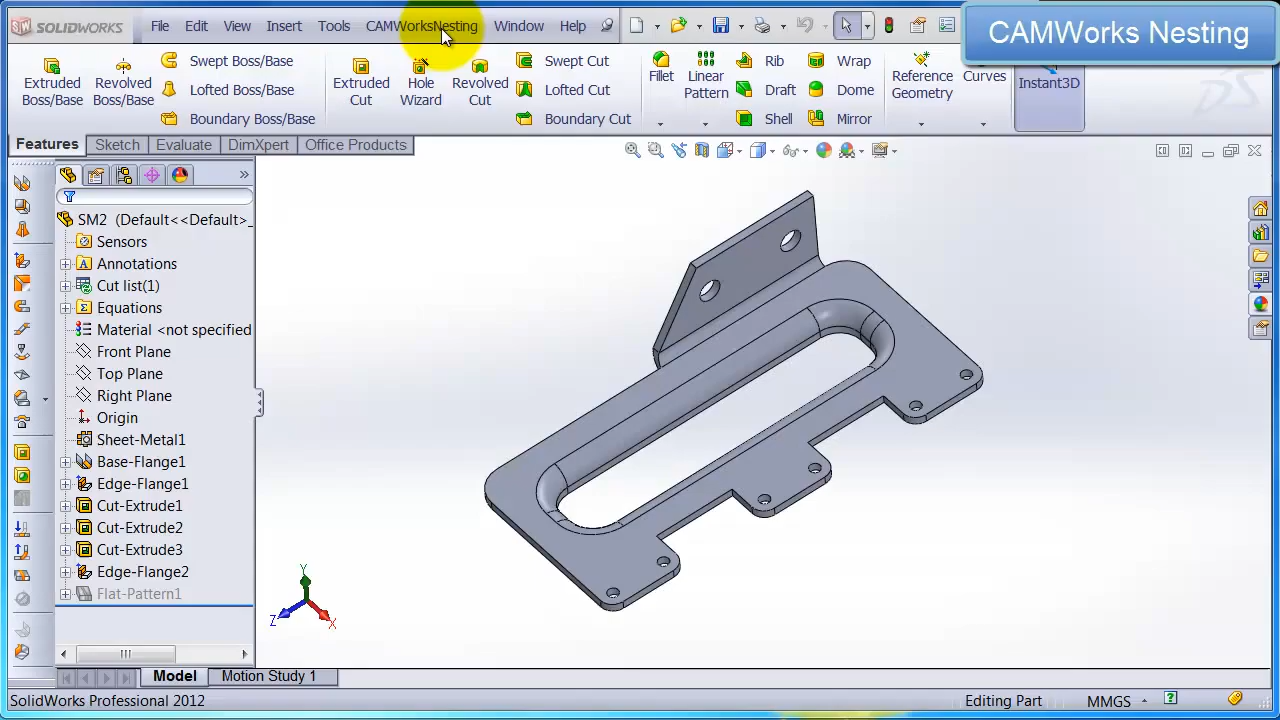 SOLIDWORKS File Edit View Insert Tools CAMWorksNesting Window Help
CAMWorks Nesting
Extruded Boss/Base
Revolved Boss/Base
Swept Boss/Base
Lofted Boss/Base
Boundary Boss/Base
Extruded Cut
Hole Wizard
Revolved Cut
Swept Cut
Lofted Cut
Boundary Cut
Fillet
Linear Pattern
Rib
Draft
Shell
Wrap
Dome
Mirror
Reference Geometry
Curves
Instant3D
Features Sketch Evaluate DimXpert Office Products
SM2 (Default<<Default>_
Sensors
Annotations
Cut list(1)
Equations
Material <not specified
Front Plane
Top Plane
Right Plane
Origin
Sheet-Metal1
Base-Flange1
Edge-Flange1
Cut-Extrude1
Cut-Extrude2
Cut-Extrude3
Edge-Flange2
Flat-Pattern1
Y
Z
X
Model Motion Study 1
SolidWorks Professional 2012 Editing Part MMGS